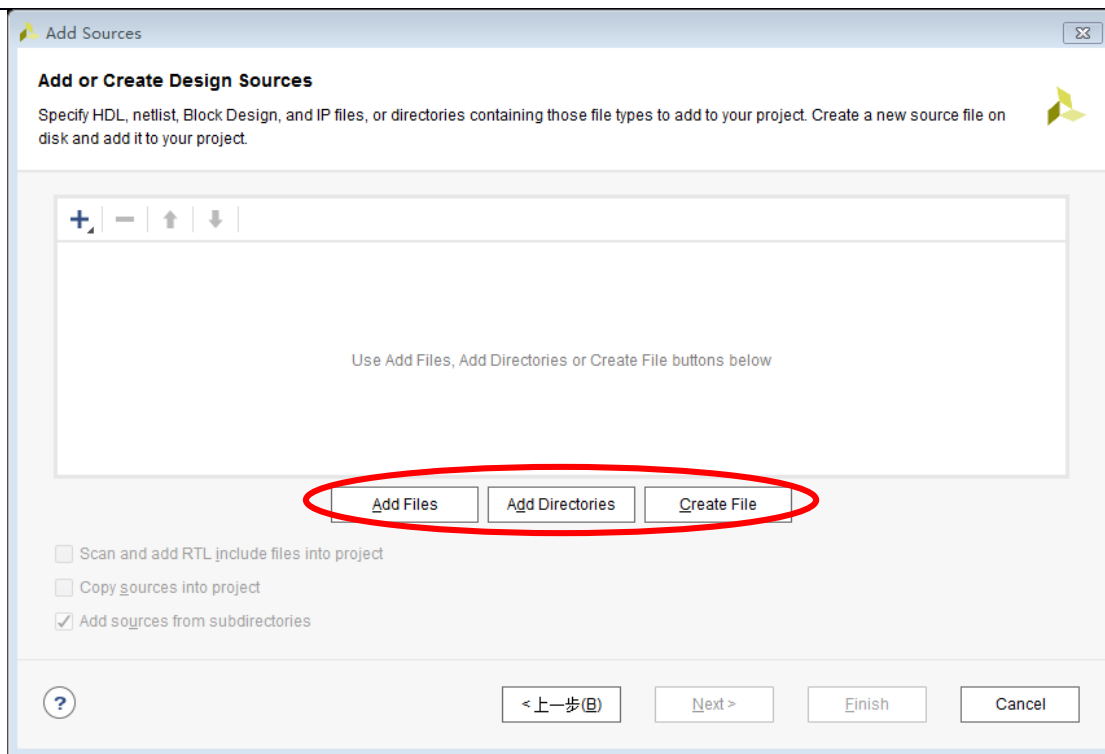 Add Sources
Add or Create Design Sources
Specify HDL, netlist, Block Design, and IP files, or directories containing those file types to add to your project. Create a new source file on
disk and add it to your project.
Use Add Files, Add Directories or Create File buttons below
Add Files Add Directories Create File
Scan and add RTL include files into project
Copy sources into project
Add sources from subdirectories
? < 上一步(B) Next > Finish Cancel